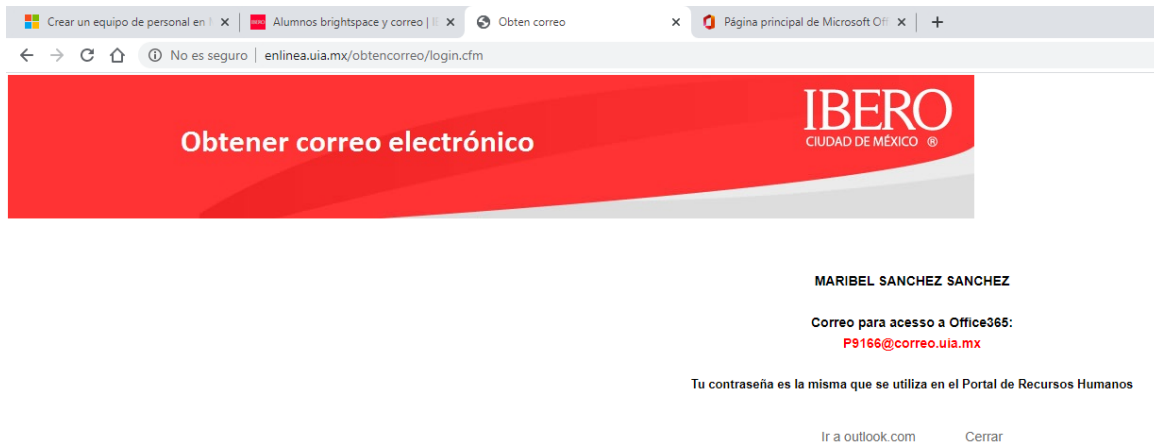 Crear un equipo de personal en
Alumnos brightspace y correo |
Obten correo
Página principal de Microsoft Of
No es seguro | enlinea.uia.mx/obtencorreo/login.cfm
Obtener correo electrónico
IBERO
CIUDAD DE MÉXICO ®
MARIBEL SANCHEZ SANCHEZ
Correo para acesso a Office365:
P9166@correo.uia.mx
Tu contraseña es la misma que se utiliza en el Portal de Recursos Humanos
Ir a outlook.com Cerrar